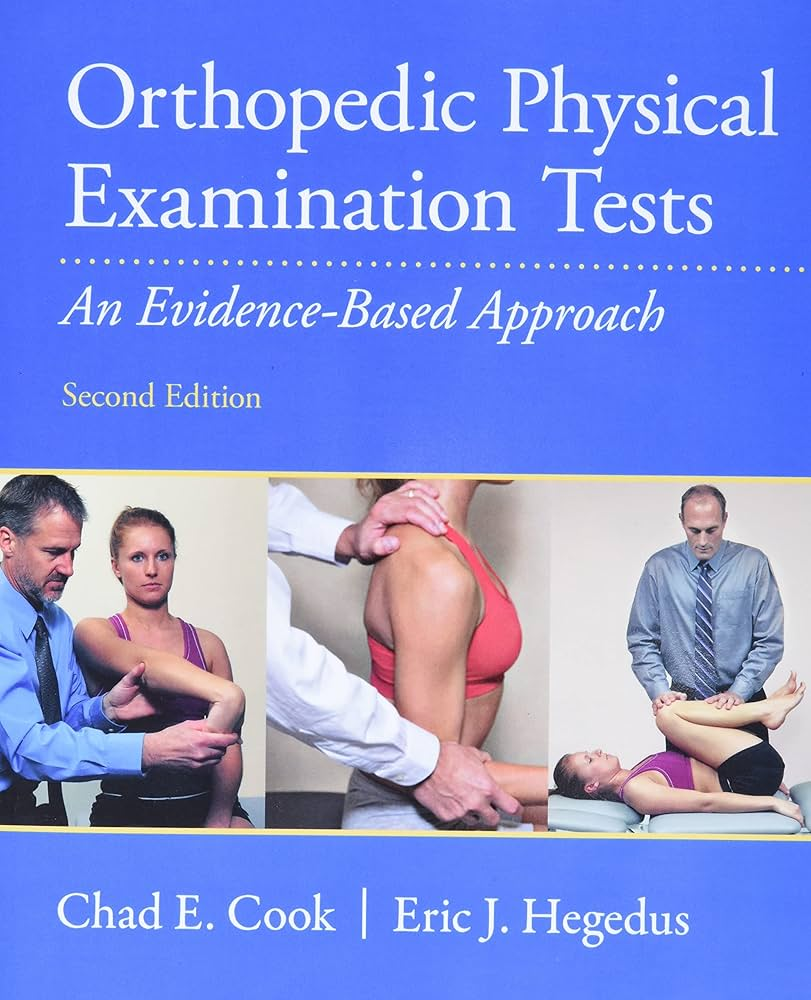 Orthopedic Physical
Examination Tests
An Evidence-Based Approach
Second Edition
Chad E. Cook | Eric J. Hegedus